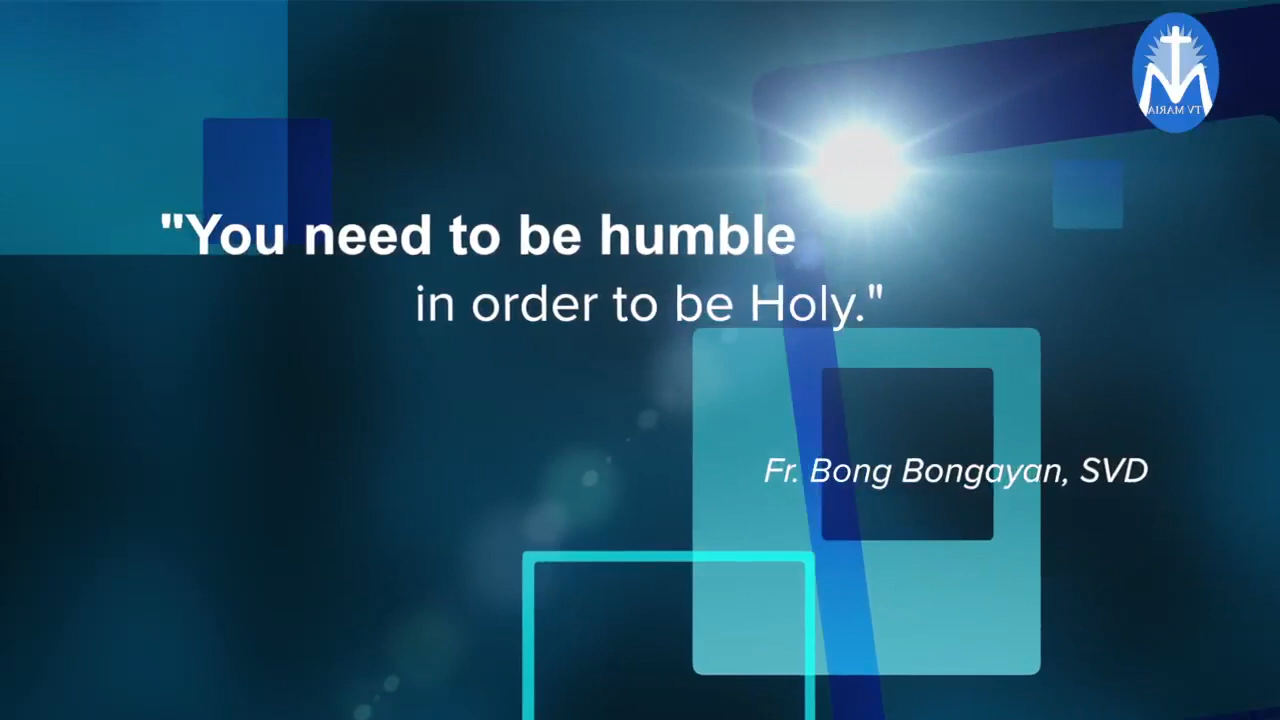 TV MARIA
"You need to be humble
in order to be Holy."
Fr. Bong Bongayan, SVD